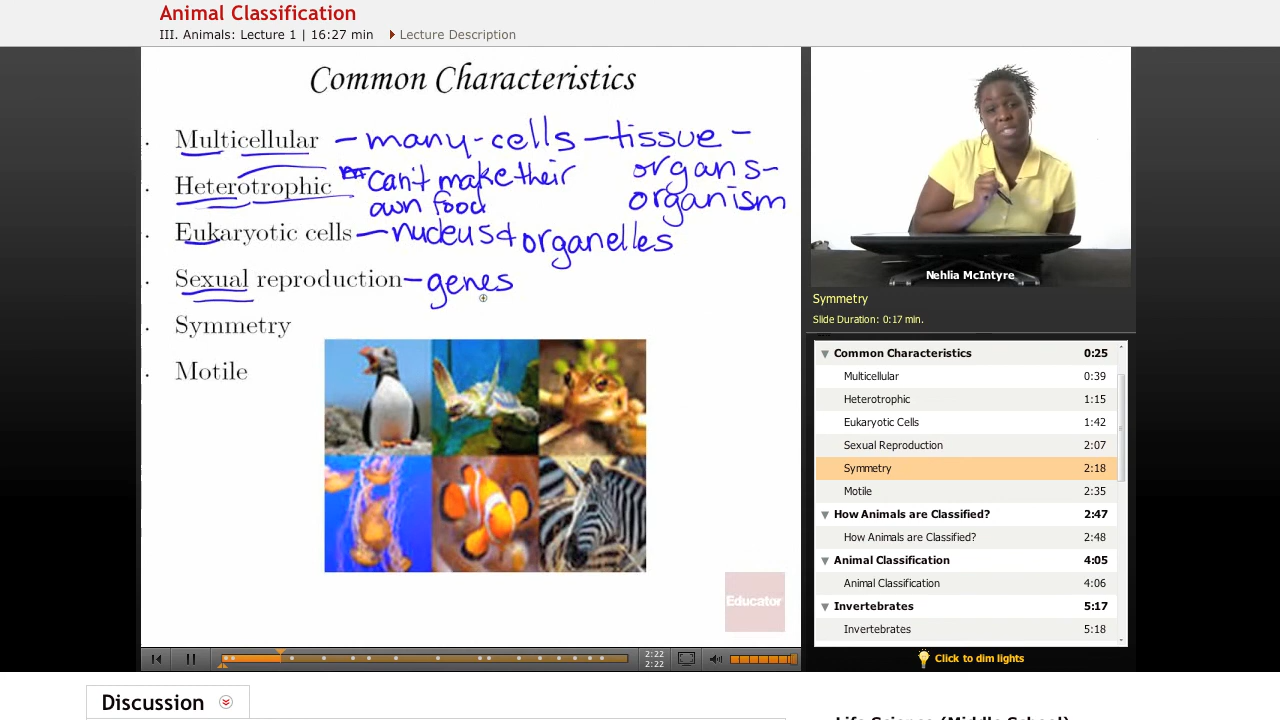 Animal Classification
III. Animals: Lecture 1 | 16:27 min Lecture Description
Common Characteristics
Multicellular - many-cells - tissue -
organs-
organism
Heterotrophic can't make their
own food
Eukaryotic cells - nucleus & organelles
Sexual reproduction - genes
Symmetry
Motile
Educator
Nehlia McIntyre
Symmetry
Slide Duration: 0:17 min.
Common Characteristics 0:25
Multicellular 0:39
Heterotrophic 1:15
Eukaryotic Cells 1:42
Sexual Reproduction 2:07
Symmetry 2:18
Motile 2:35
How Animals are Classified? 2:47
How Animals are Classified? 2:48
Animal Classification 4:05
Animal Classification 4:06
Invertebrates 5:17
Invertebrates 5:18
2:22
2:22
Click to dim lights
Discussion
Life Science (Middle School)